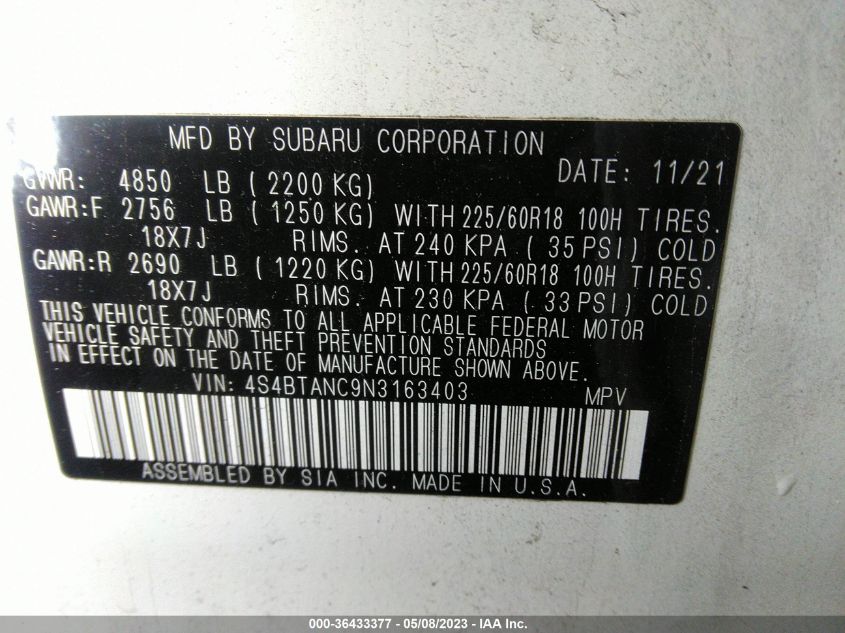 MFD BY SUBARU CORPORATION
DATE: 11/21
GVWR: 4850 LB ( 2200 KG)
GAWR:F 2756 LB ( 1250 KG) WITH 225/60R18 100H TIRES.
18X7J RIMS. AT 240 KPA ( 35 PSI) COLD
GAWR:R 2690 LB ( 1220 KG) WITH 225/60R18 100H TIRES.
18X7J RIMS. AT 230 KPA ( 33 PSI) COLD
THIS VEHICLE CONFORMS TO ALL APPLICABLE FEDERAL MOTOR
VEHICLE SAFETY AND THEFT PREVENTION STANDARDS
IN EFFECT ON THE DATE OF MANUFACTURE SHOWN ABOVE.
VIN: 4S4BTANC9N3163403 MPV
ASSEMBLED BY SIA INC. MADE IN U.S.A.
000-36433377 - 05/08/2023 - IAA Inc.